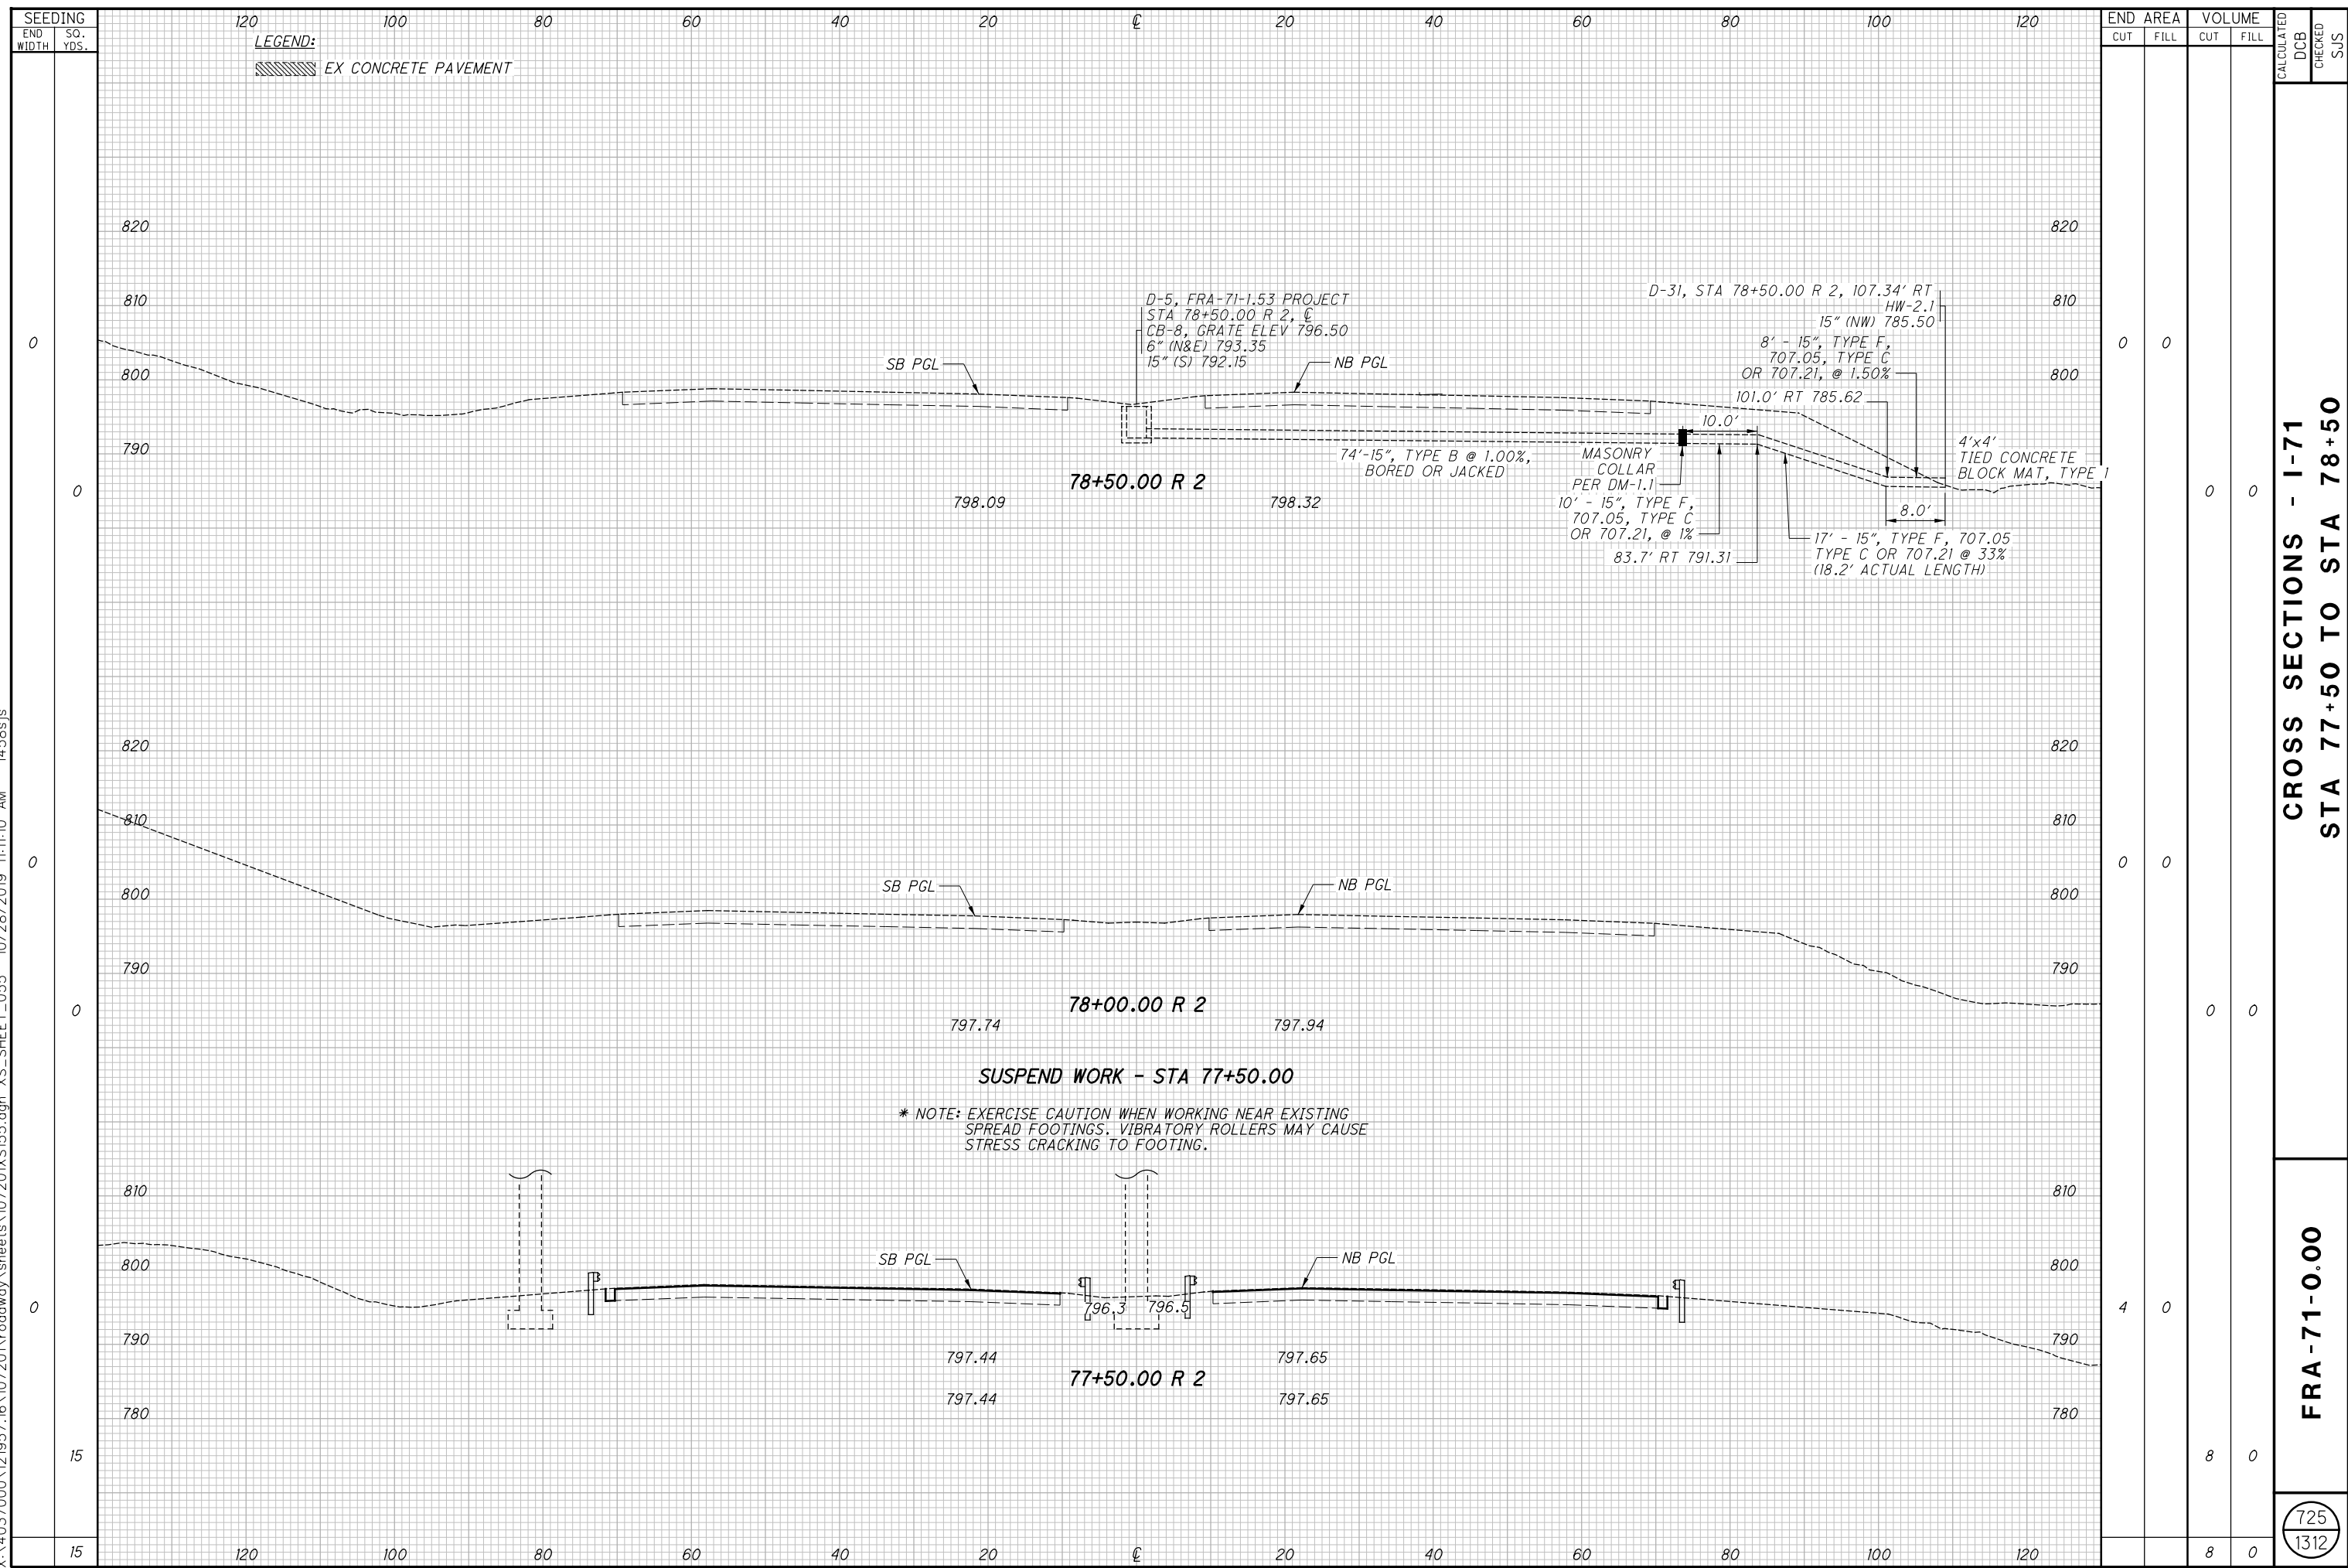 SEEDING
END WIDTH
SQ. YDS.
120 100 80 60 40 20 ℄ 20 40 60 80 100 120
END AREA
VOLUME
CUT FILL CUT FILL
CALCULATED
DCB
CHECKED
SJS
LEGEND:
EX CONCRETE PAVEMENT
820 820
810 810
D-5, FRA-71-1.53 PROJECT
STA 78+50.00 R 2, ℄
CB-8, GRATE ELEV 796.50
6" (N&E) 793.35
15" (S) 792.15
D-31, STA 78+50.00 R 2, 107.34' RT
HW-2.1
15" (NW) 785.50
8' - 15", TYPE F,
707.05, TYPE C
OR 707.21, @ 1.50%
101.0' RT 785.62
0 0 0
SB PGL
NB PGL
800 800
10.0'
790 790
74'-15", TYPE B @ 1.00%,
BORED OR JACKED
MASONRY
COLLAR
PER DM-1.1
4'x4'
TIED CONCRETE
BLOCK MAT, TYPE 1
10' - 15", TYPE F,
707.05, TYPE C
OR 707.21, @ 1%
83.7' RT 791.31
8.0'
17' - 15", TYPE F, 707.05
TYPE C OR 707.21 @ 33%
(18.2' ACTUAL LENGTH)
78+50.00 R 2
798.09 798.32
0 0 0
820 820
810 810
0 0 0
SB PGL
NB PGL
800 800
790 790
78+00.00 R 2
797.74 797.94
0 0 0
SUSPEND WORK - STA 77+50.00
* NOTE: EXERCISE CAUTION WHEN WORKING NEAR EXISTING
SPREAD FOOTINGS. VIBRATORY ROLLERS MAY CAUSE
STRESS CRACKING TO FOOTING.
810 810
SB PGL
NB PGL
800 800
796.3 796.5
0 4 0
790 790
797.44 797.65
77+50.00 R 2
797.44 797.65
780 780
15 8 0
15 8 0
120 100 80 60 40 20 ℄ 20 40 60 80 100 120
CROSS SECTIONS - I-71
STA 77+50 TO STA 78+50
FRA-71-0.00
725
1312
10/28/2019 11:11:10 AM 1458sjs